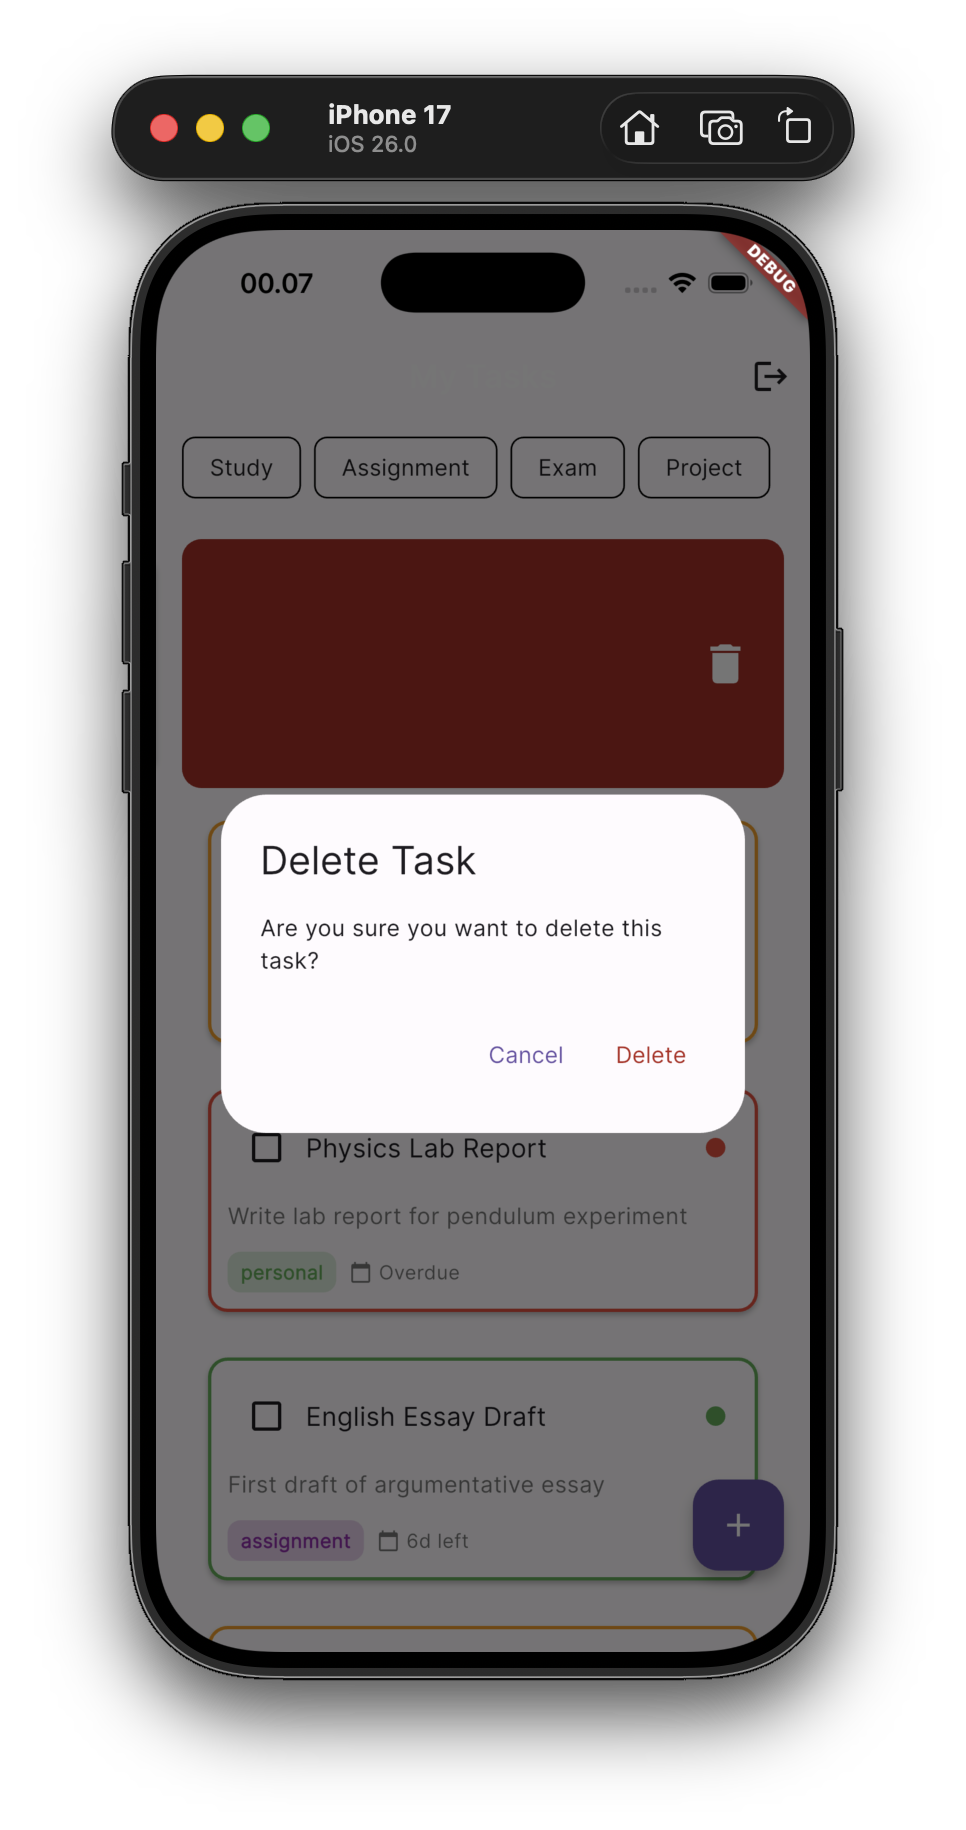 iPhone 17
iOS 26.0
00.07
DEBUG
Study
Assignment
Exam
Project
Delete Task
Are you sure you want to delete this
task?
Cancel
Delete
Physics Lab Report
Write lab report for pendulum experiment
personal
Overdue
English Essay Draft
First draft of argumentative essay
assignment
6d left